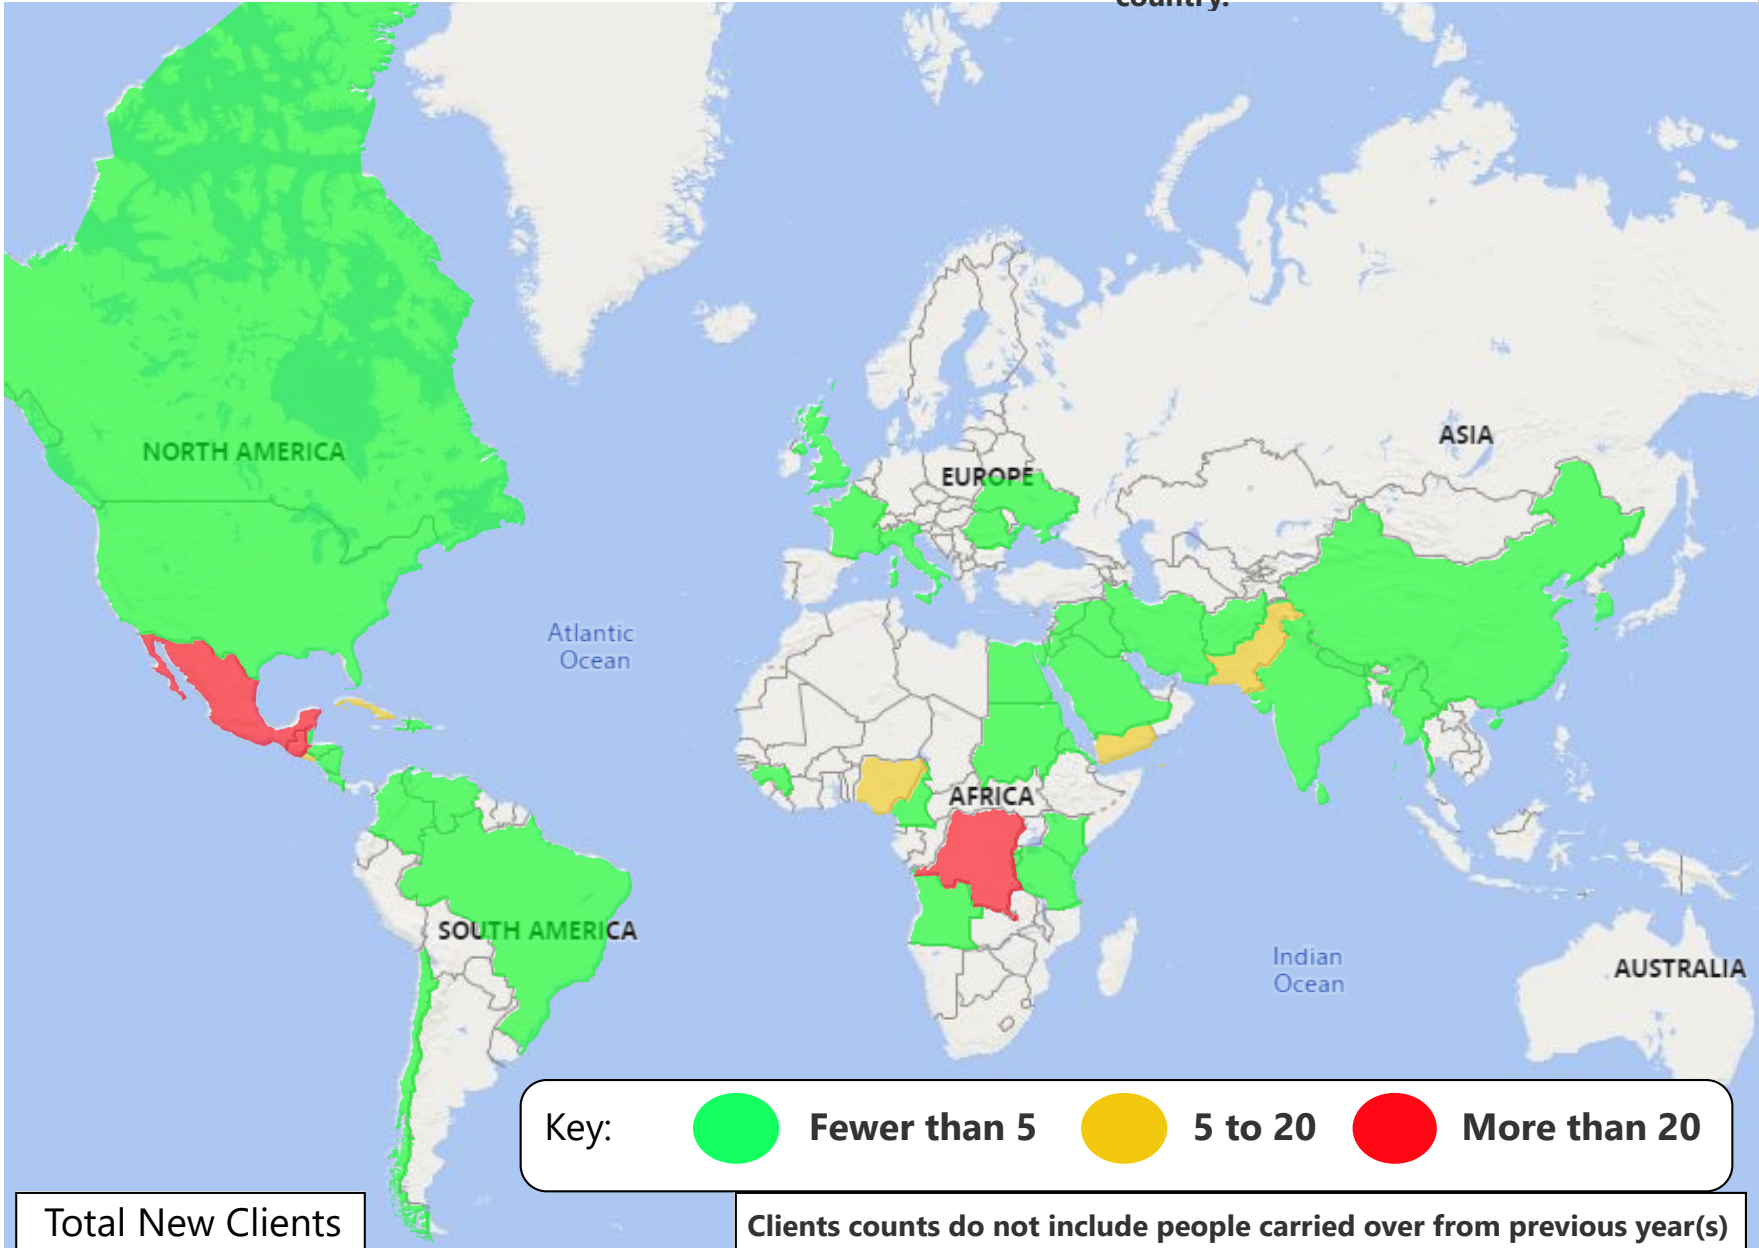 country.
NORTH AMERICA
ASIA
EUROPE
Atlantic
Ocean
AFRICA
SOUTH AMERICA
Indian
Ocean
AUSTRALIA
Key:
Fewer than 5
5 to 20
More than 20
Total New Clients
Clients counts do not include people carried over from previous year(s)